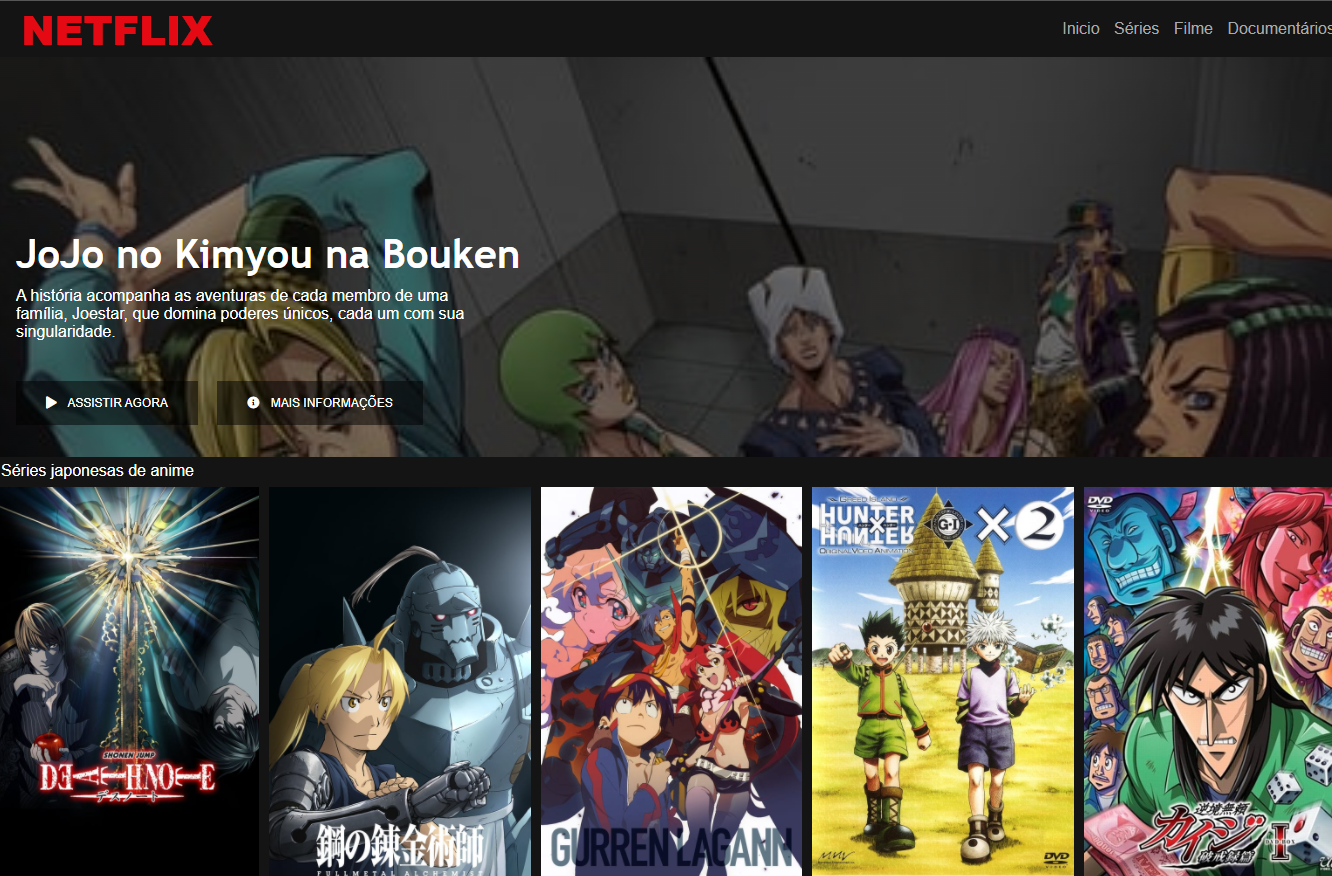 NETFLIX
Inicio Séries Filme Documentários
JoJo no Kimyou na Bouken
A história acompanha as aventuras de cada membro de uma
família, Joestar, que domina poderes únicos, cada um com sua
singularidade.
ASSISTIR AGORA
MAIS INFORMAÇÕES
Séries japonesas de anime
SHONEN JUMP
DEATH NOTE
デスノート
鋼の錬金術師
FULLMETAL ALCHEMIST
GURREN LAGANN
GREED ISLAND
HUNTER
X
HUNTER
G·I
× 2
ORIGINAL VIDEO ANIMATION
DVD
VIDEO
DVD
VIDEO
逆境無頼
カイジ
破戒録篇
I